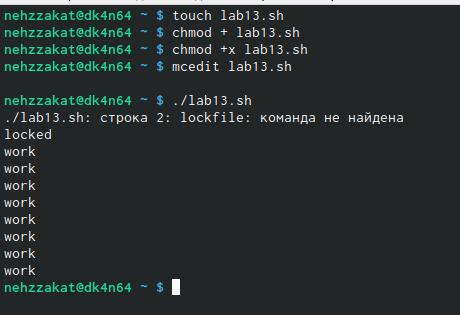 nehzzakat@dk4n64 ~ $ touch lab13.sh
nehzzakat@dk4n64 ~ $ chmod + lab13.sh
nehzzakat@dk4n64 ~ $ chmod +x lab13.sh
nehzzakat@dk4n64 ~ $ mcedit lab13.sh
nehzzakat@dk4n64 ~ $ ./lab13.sh
./lab13.sh: строка 2: lockfile: команда не найдена
locked
work
work
work
work
work
work
work
work
nehzzakat@dk4n64 ~ $